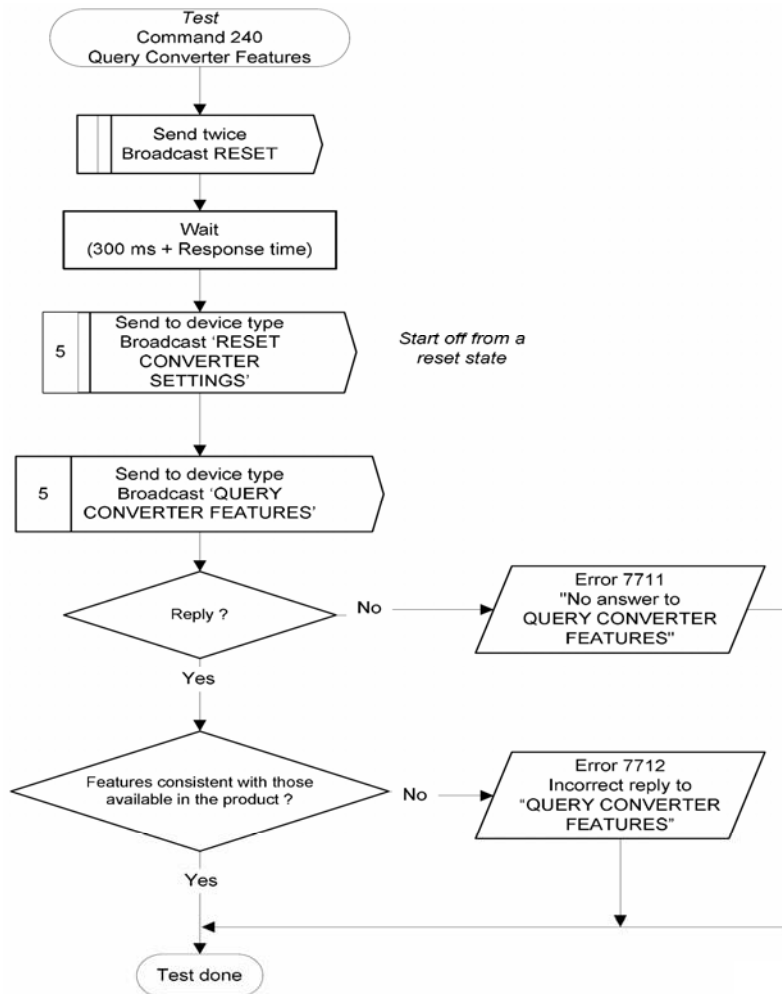 Test
Command 240
Query Converter Features
Send twice
Broadcast RESET
Wait
(300 ms + Response time)
5
Send to device type
Broadcast ‘RESET
CONVERTER
SETTINGS’
Start off from a
reset state
5
Send to device type
Broadcast ‘QUERY
CONVERTER FEATURES’
Reply ?
No
Error 7711
"No answer to
QUERY CONVERTER
FEATURES"
Yes
Features consistent with those
available in the product ?
No
Error 7712
Incorrect reply to
“QUERY CONVERTER
FEATURES”
Yes
Test done